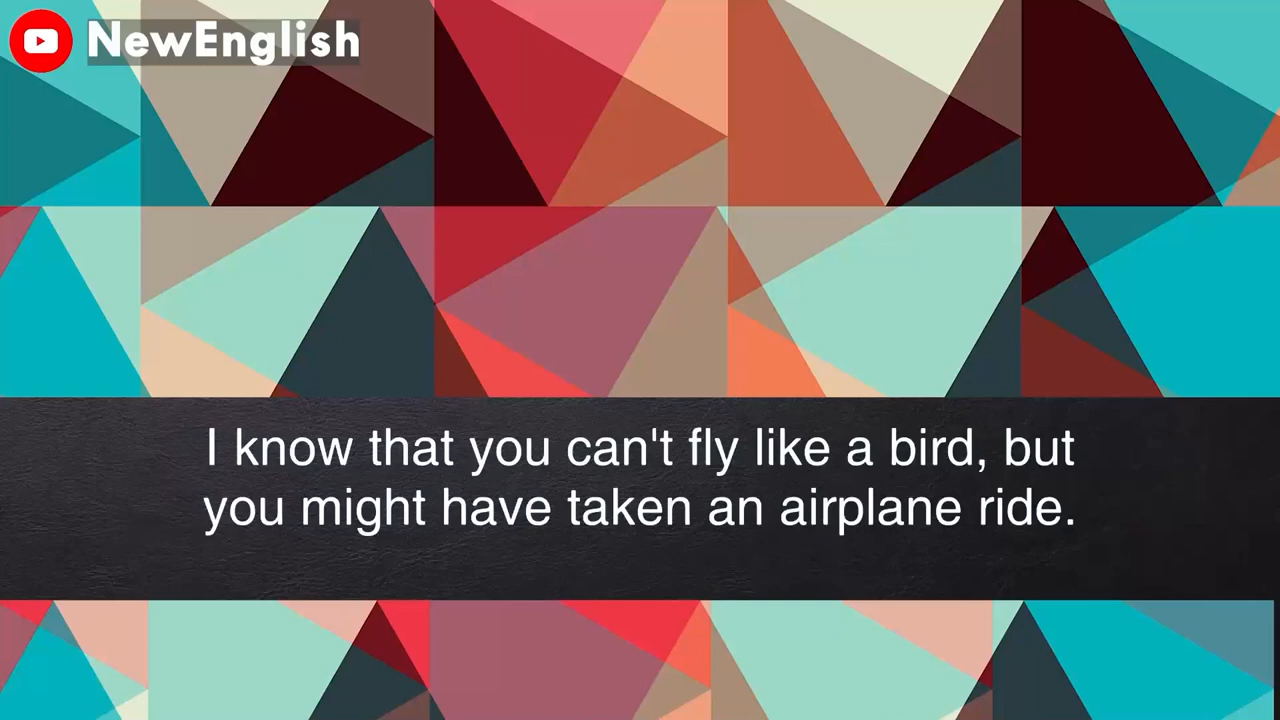 NewEnglish
I know that you can't fly like a bird, but
you might have taken an airplane ride.